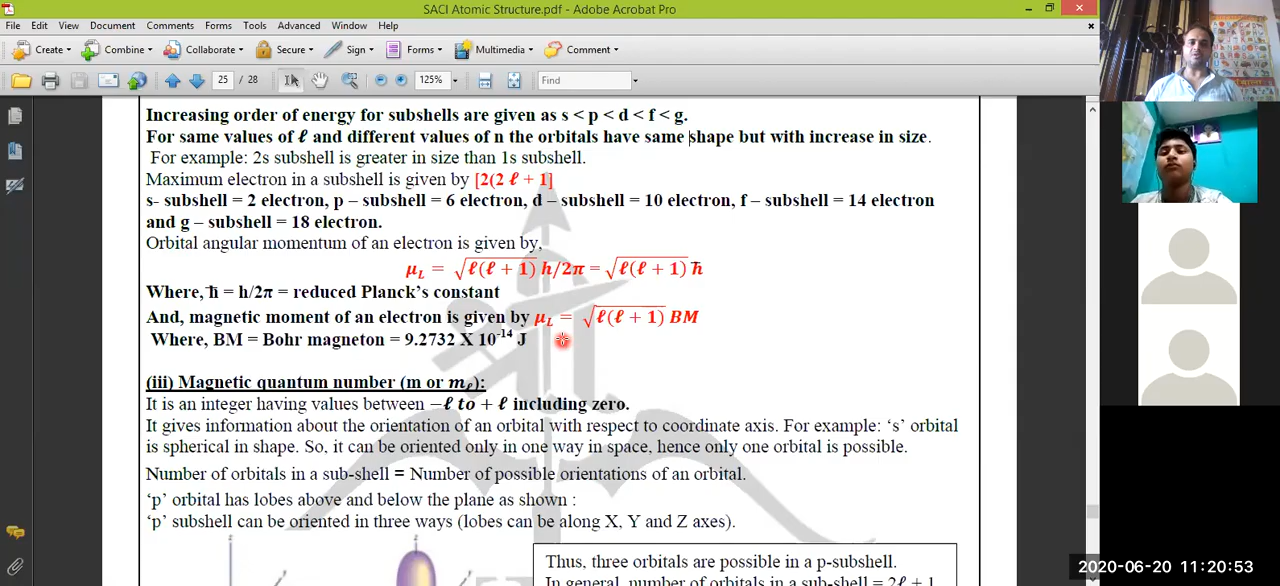 SACI Atomic Structure.pdf - Adobe Acrobat Pro
File Edit View Document Comments Forms Tools Advanced Window Help
Create Combine Collaborate Secure Sign Forms Multimedia Comment
25 / 28 125% Find
Increasing order of energy for subshells are given as s < p < d < f < g.
For same values of ℓ and different values of n the orbitals have same shape but with increase in size.
For example: 2s subshell is greater in size than 1s subshell.
Maximum electron in a subshell is given by [2(2 ℓ + 1]
s- subshell = 2 electron, p – subshell = 6 electron, d – subshell = 10 electron, f – subshell = 14 electron
and g – subshell = 18 electron.
Orbital angular momentum of an electron is given by,
μL = √ℓ(ℓ + 1) h/2π = √ℓ(ℓ + 1) ħ
Where, ħ = h/2π = reduced Planck's constant
And, magnetic moment of an electron is given by μL = √ℓ(ℓ + 1) BM
Where, BM = Bohr magneton = 9.2732 X 10-14 J
(iii) Magnetic quantum number (m or mℓ):
It is an integer having values between −ℓ to + ℓ including zero.
It gives information about the orientation of an orbital with respect to coordinate axis. For example: 's' orbital
is spherical in shape. So, it can be oriented only in one way in space, hence only one orbital is possible.
Number of orbitals in a sub-shell = Number of possible orientations of an orbital.
'p' orbital has lobes above and below the plane as shown :
'p' subshell can be oriented in three ways (lobes can be along X, Y and Z axes).
z
z
Thus, three orbitals are possible in a p-subshell.
In general, number of orbitals in a sub-shell = 2ℓ + 1
2020-06-20 11:20:53